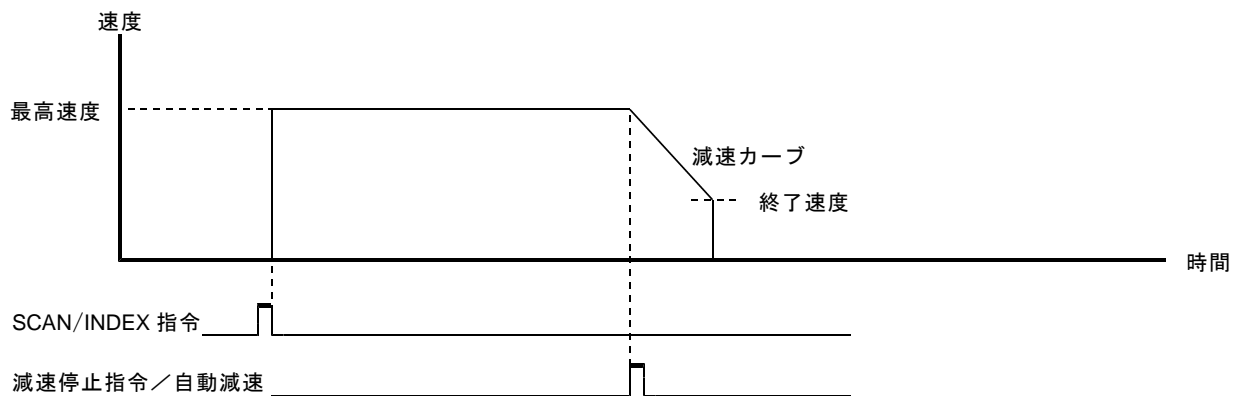 速度
最高速度
減速カーブ
終了速度
時間
SCAN/INDEX 指令
減速停止指令／自動減速